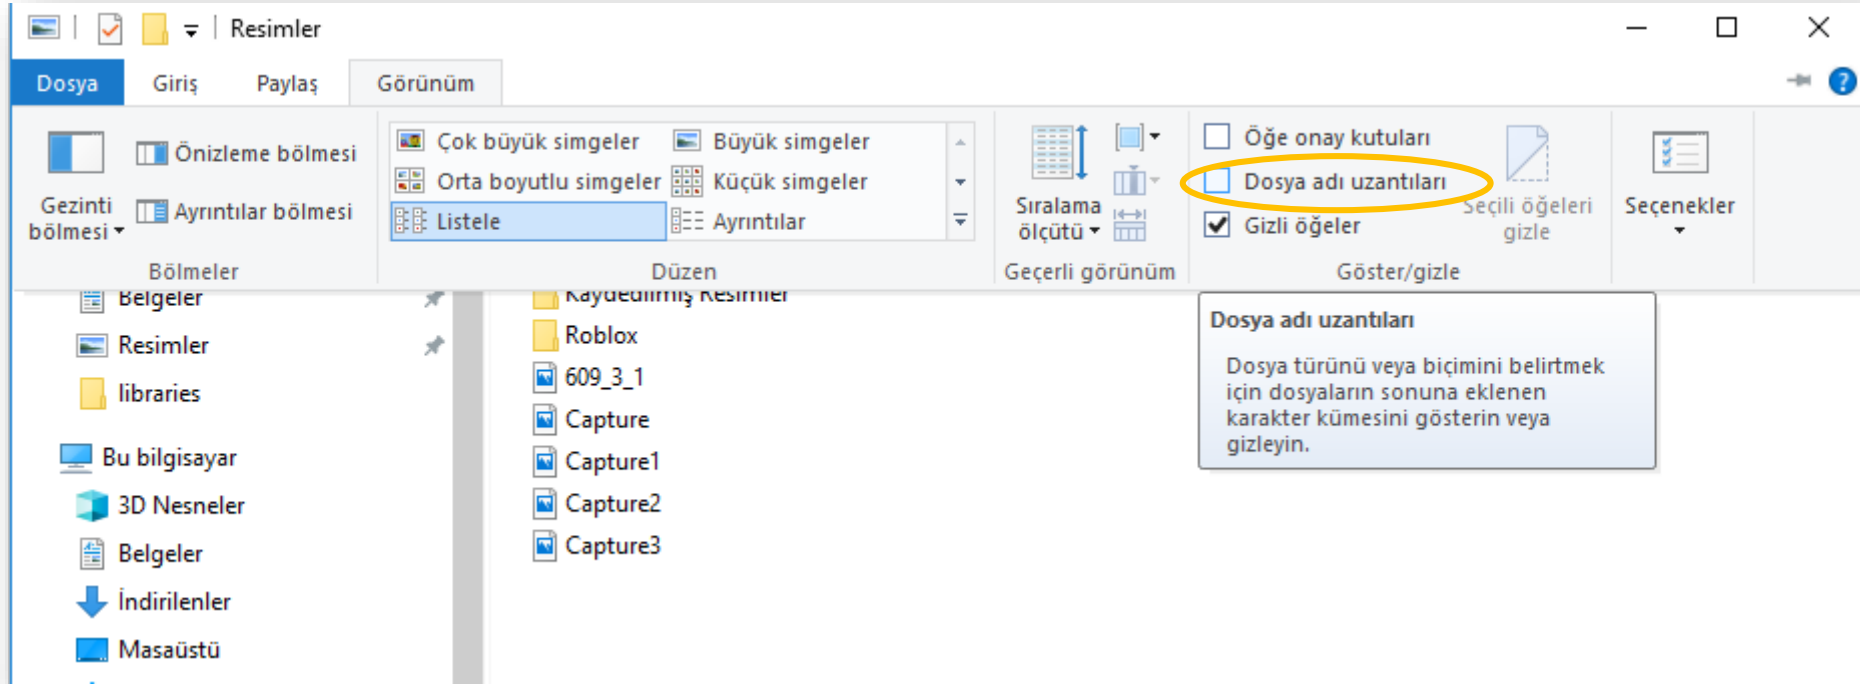 Resimler
Dosya
Giriş
Paylaş
Görünüm
Gezinti
bölmesi
Önizleme bölmesi
Ayrıntılar bölmesi
Bölmeler
Çok büyük simgeler
Büyük simgeler
Orta boyutlu simgeler
Küçük simgeler
Listele
Ayrıntılar
Düzen
Sıralama
ölçütü
Geçerli görünüm
Öğe onay kutuları
Dosya adı uzantıları
Gizli öğeler
Seçili öğeleri
gizle
Göster/gizle
Seçenekler
Belgeler
Resimler
libraries
Bu bilgisayar
3D Nesneler
Belgeler
İndirilenler
Masaüstü
Kaydedilmiş Resimler
Roblox
609_3_1
Capture
Capture1
Capture2
Capture3
Dosya adı uzantıları
Dosya türünü veya biçimini belirtmek
için dosyaların sonuna eklenen
karakter kümesini gösterin veya
gizleyin.